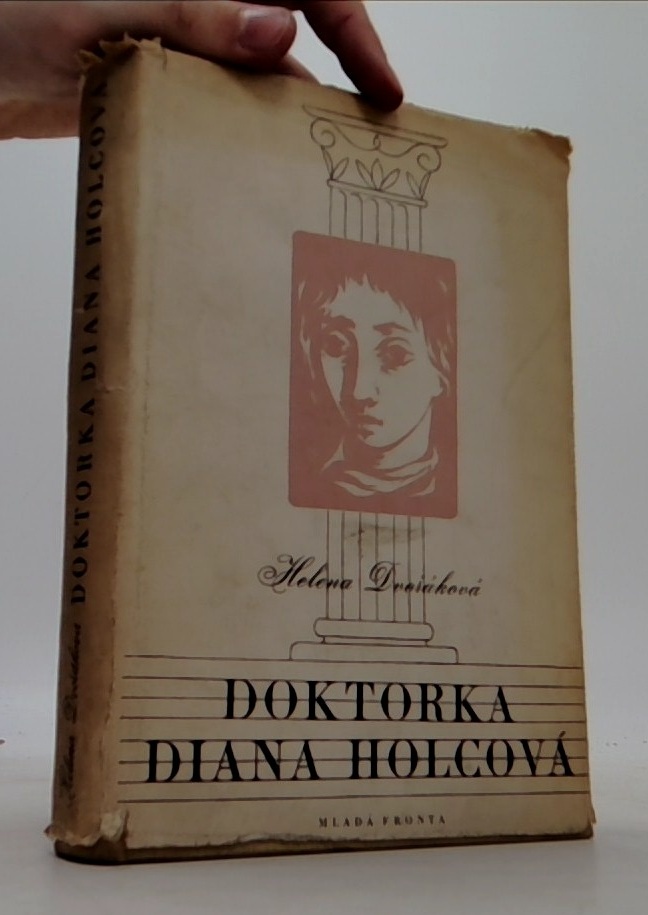 Helena Dvořáková
DOKTORKA
DIANA HOLCOVÁ
MLADÁ FRONTA
Helena Dvořáková DOKTORKA DIANA HOLCOVÁ